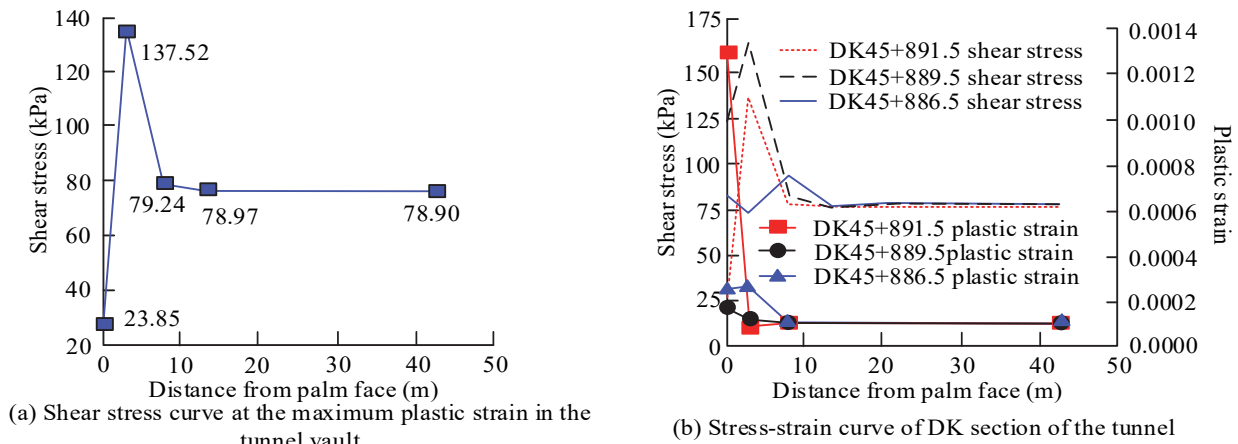 140
120
100
80
60
40
20
Shear stress (kPa)
137.52
79.24
78.97
78.90
23.85
0
10
20
30
40
50
Distance from palm face (m)
(a) Shear stress curve at the maximum plastic strain in the
tunnel vault
175
150
125
100
75
50
25
0
Shear stress (kPa)
DK45+891.5 shear stress
DK45+889.5 shear stress
DK45+886.5 shear stress
DK45+891.5 plastic strain
DK45+889.5plastic strain
DK45+886.5 plastic strain
0.0014
0.0012
0.0010
0.0008
0.0006
0.0004
0.0002
0.0000
Plastic strain
0
10
20
30
40
50
Distance from palm face (m)
(b) Stress-strain curve of DK section of the tunnel